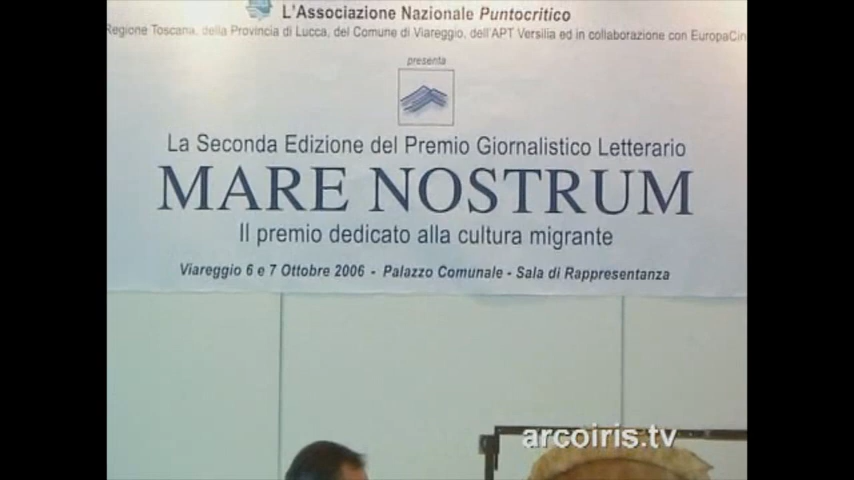 L'Associazione Nazionale Puntocritico
Regione Toscana, della Provincia di Lucca, del Comune di Viareggio, dell'APT Versilia ed in collaborazione con EuropaCin
presenta
La Seconda Edizione del Premio Giornalistico Letterario
MARE NOSTRUM
Il premio dedicato alla cultura migrante
Viareggio 6 e 7 Ottobre 2006 - Palazzo Comunale - Sala di Rappresentanza
arcoiris.tv